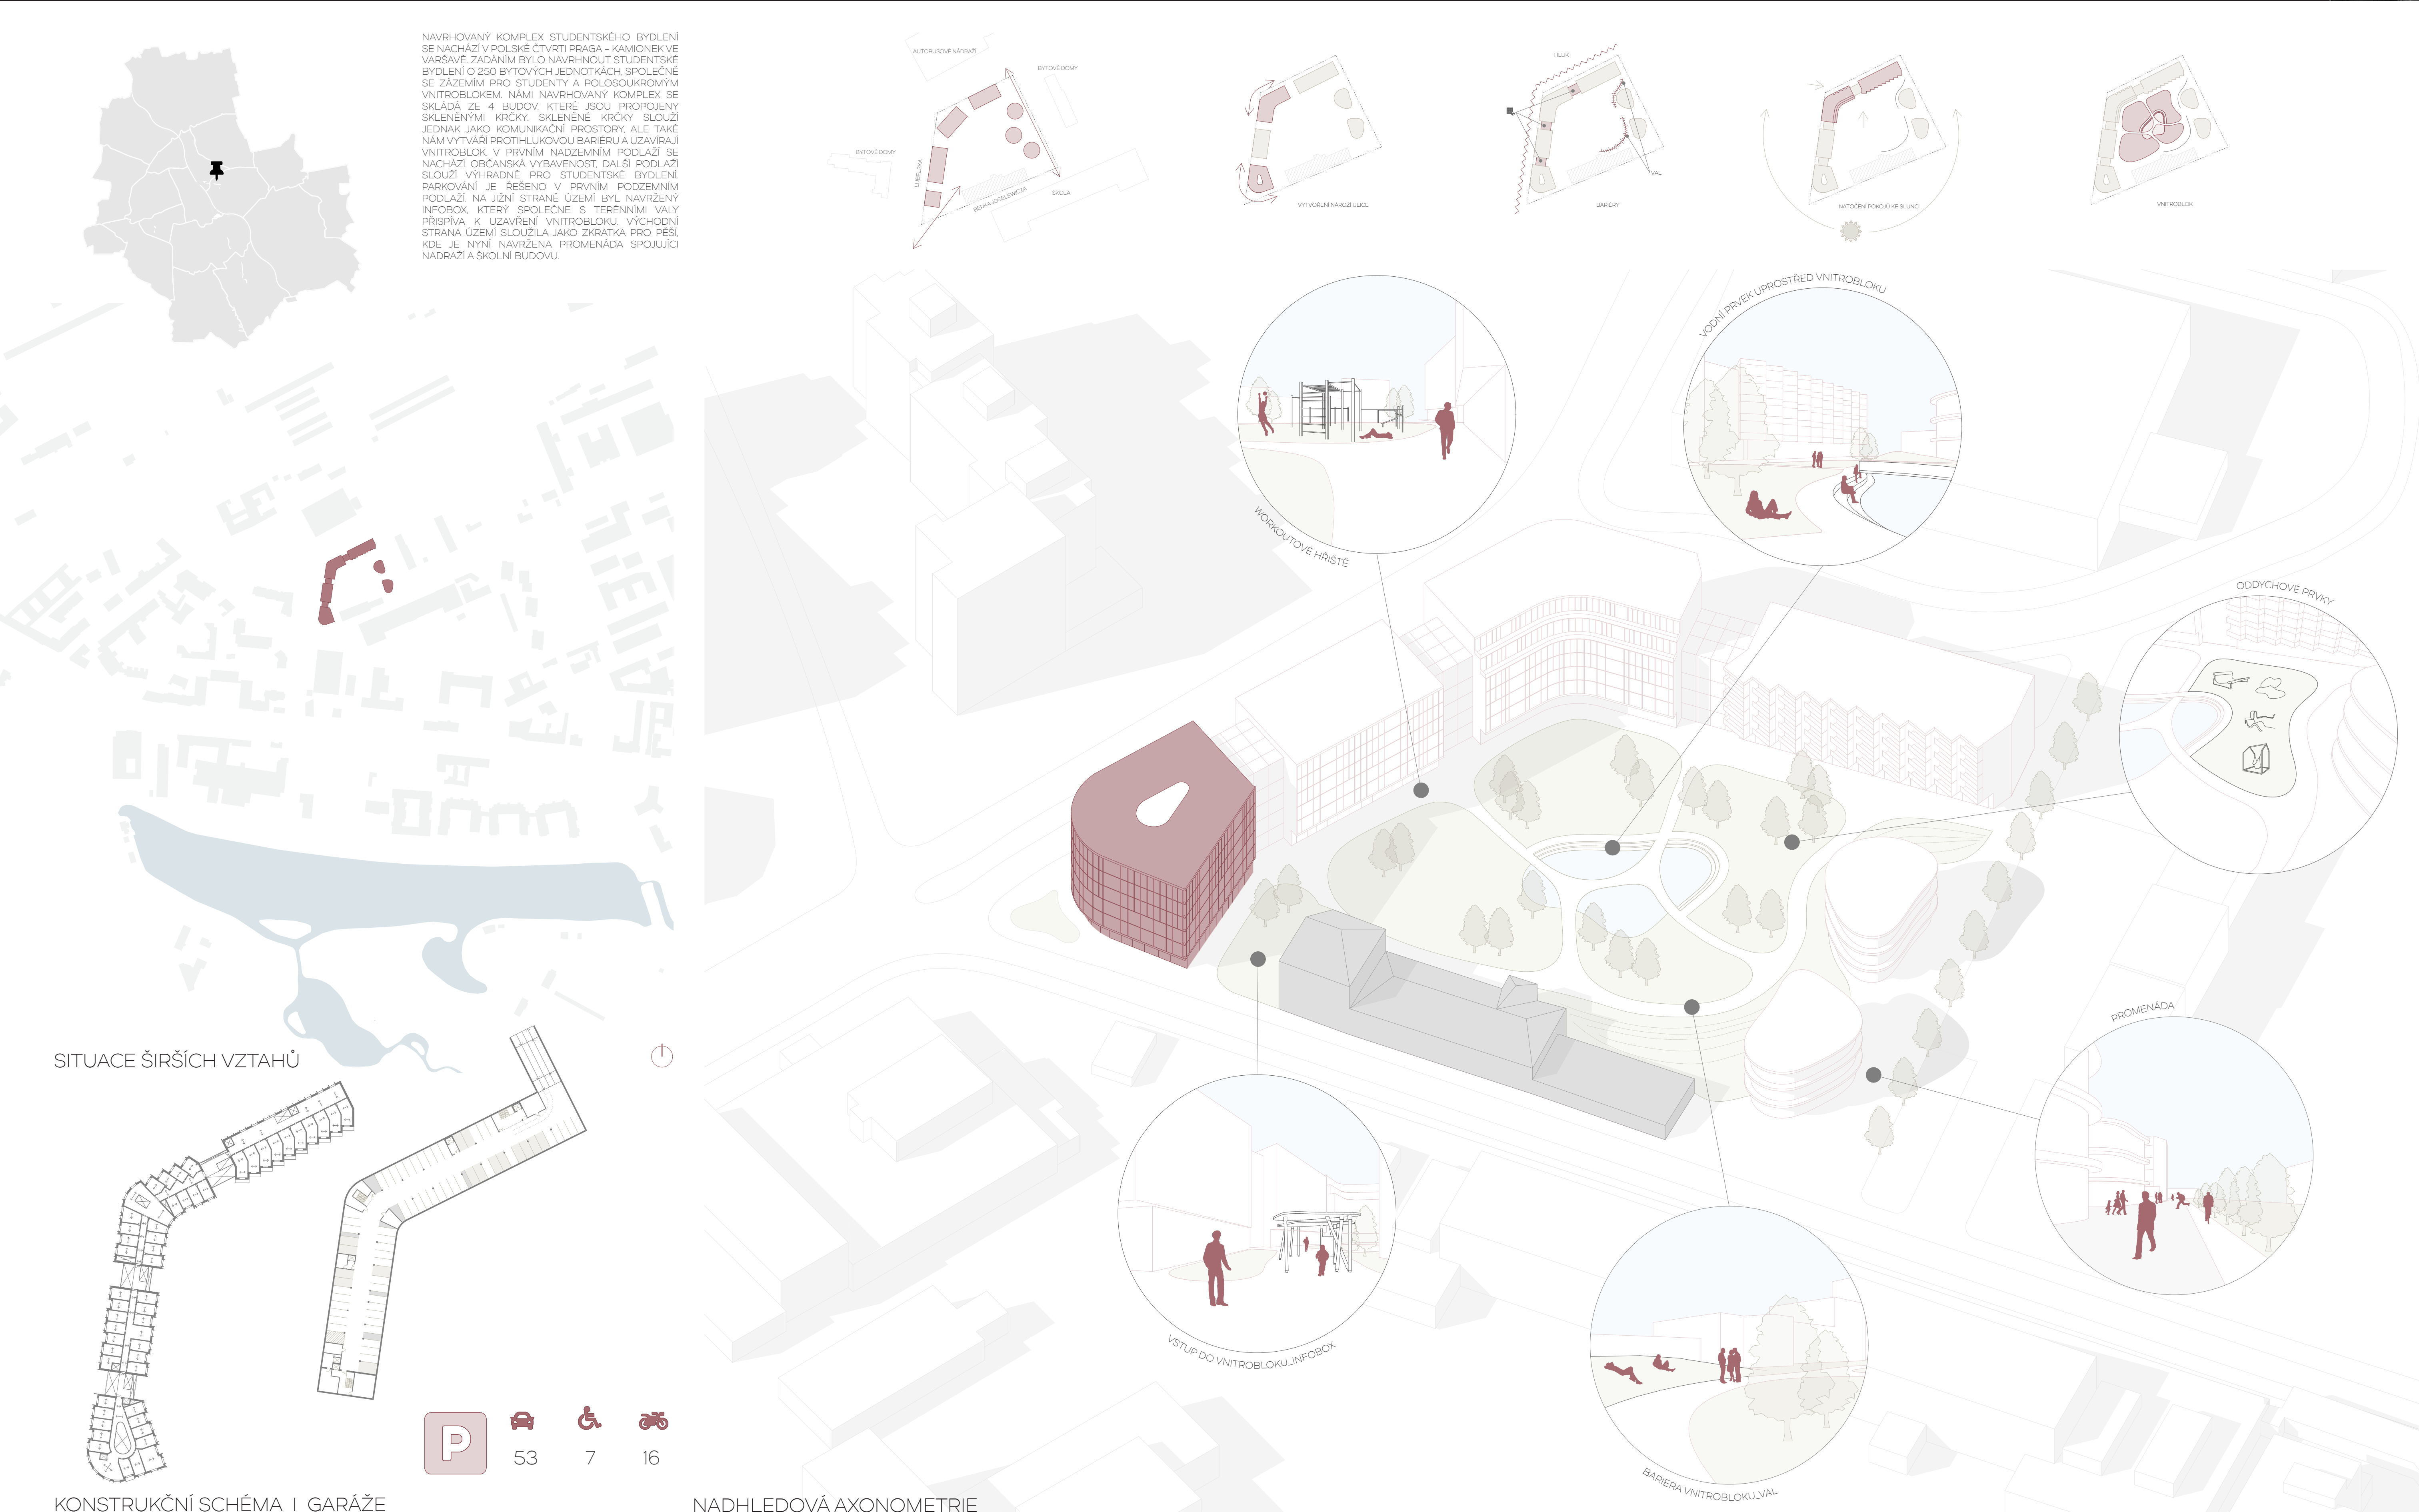 NAVRHOVANÝ KOMPLEX STUDENTSKÉHO BYDLENÍ
SE NACHÁZÍ V POLSKÉ ČTVRTI PRAGA – KAMIONEK VE
VARŠAVĚ. ZADÁNÍM BYLO NAVRHNOUT STUDENTSKÉ
BYDLENÍ O 250 BYTOVÝCH JEDNOTKÁCH, SPOLEČNĚ
SE ZÁZEMÍM PRO STUDENTY A POLOSOUKROMÝM
VNITROBLOKEM. NÁMI NAVRHOVANÝ KOMPLEX SE
SKLÁDÁ ZE 4 BUDOV, KTERÉ JSOU PROPOJENY
SKLENĚNÝMI KRČKY. SKLENĚNÉ KRČKY SLOUŽÍ
JEDNAK JAKO KOMUNIKAČNÍ PROSTORY, ALE TAKÉ
NÁM VYTVÁŘÍ PROTIHLUKOVOU BARIÉRU A UZAVÍRAJÍ
VNITROBLOK. V PRVNÍM NADZEMNÍM PODLAŽÍ SE
NACHÁZÍ OBČANSKÁ VYBAVENOST, DALŠÍ PODLAŽÍ
SLOUŽÍ VÝHRADNĚ PRO STUDENTSKÉ BYDLENÍ.
PARKOVÁNÍ JE ŘEŠENO V PRVNÍM PODZEMNÍM
PODLAŽÍ. NA JIŽNÍ STRANĚ ÚZEMÍ BYL NAVRŽENÝ
INFOBOX, KTERÝ SPOLEČNĚ S TERÉNNÍMI VALY
PŘISPÍVA K UZAVŘENÍ VNITROBLOKU. VÝCHODNÍ
STRANA ÚZEMÍ SLOUŽILA JAKO ZKRATKA PRO PĚŠÍ,
KDE JE NYNÍ NAVRŽENA PROMENÁDA SPOJUJÍCI
NADRAŽÍ A ŠKOLNÍ BUDOVU.
AUTOBUSOVÉ NÁDRAŽÍ
BYTOVÉ DOMY
BYTOVÉ DOMY
LUBELSKA
BERKA JOSELEWICZA
ŠKOLA
VYTVOŘENÍ NÁROŽÍ ULICE
HLUK
VAL
BARIÉRY
NATOČENÍ POKOJŮ KE SLUNCI
VNITROBLOK
WORKOUTOVÉ HŘIŠTĚ
VODNÍ PRVEK UPROSTŘED VNITROBLOKU
ODDYCHOVÉ PRVKY
PROMENÁDA
VSTUP DO VNITROBLOKU_INFOBOX
BARIÉRA VNITROBLOKU_VAL
SITUACE ŠIRŠÍCH VZTAHŮ
P
53
7
16
KONSTRUKČNÍ SCHÉMA | GARÁŽE
NADHLEDOVÁ AXONOMETRIE